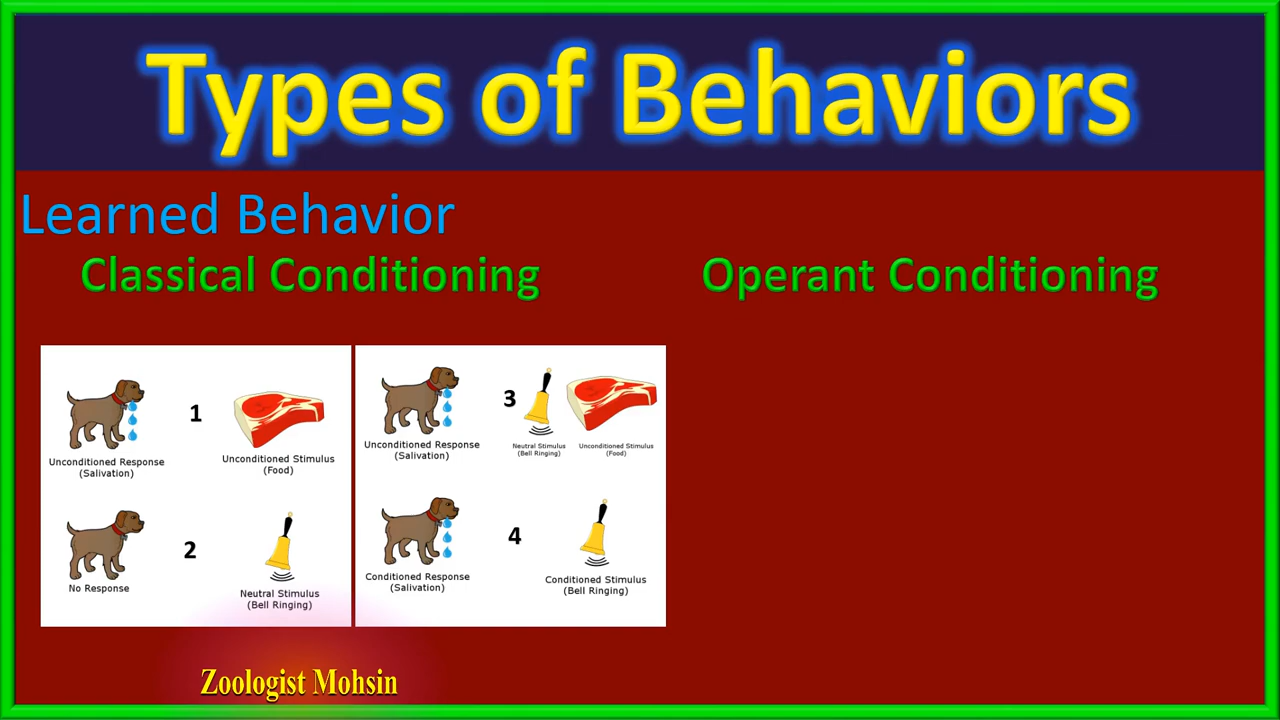 Types of Behaviors
Learned Behavior
Classical Conditioning
Operant Conditioning
1
Unconditioned Response
(Salivation)
Unconditioned Stimulus
(Food)
2
No Response
Neutral Stimulus
(Bell Ringing)
3
Unconditioned Response
(Salivation)
Neutral Stimulus
(Bell Ringing)
Unconditioned Stimulus
(Food)
4
Conditioned Response
(Salivation)
Conditioned Stimulus
(Bell Ringing)
Zoologist Mohsin